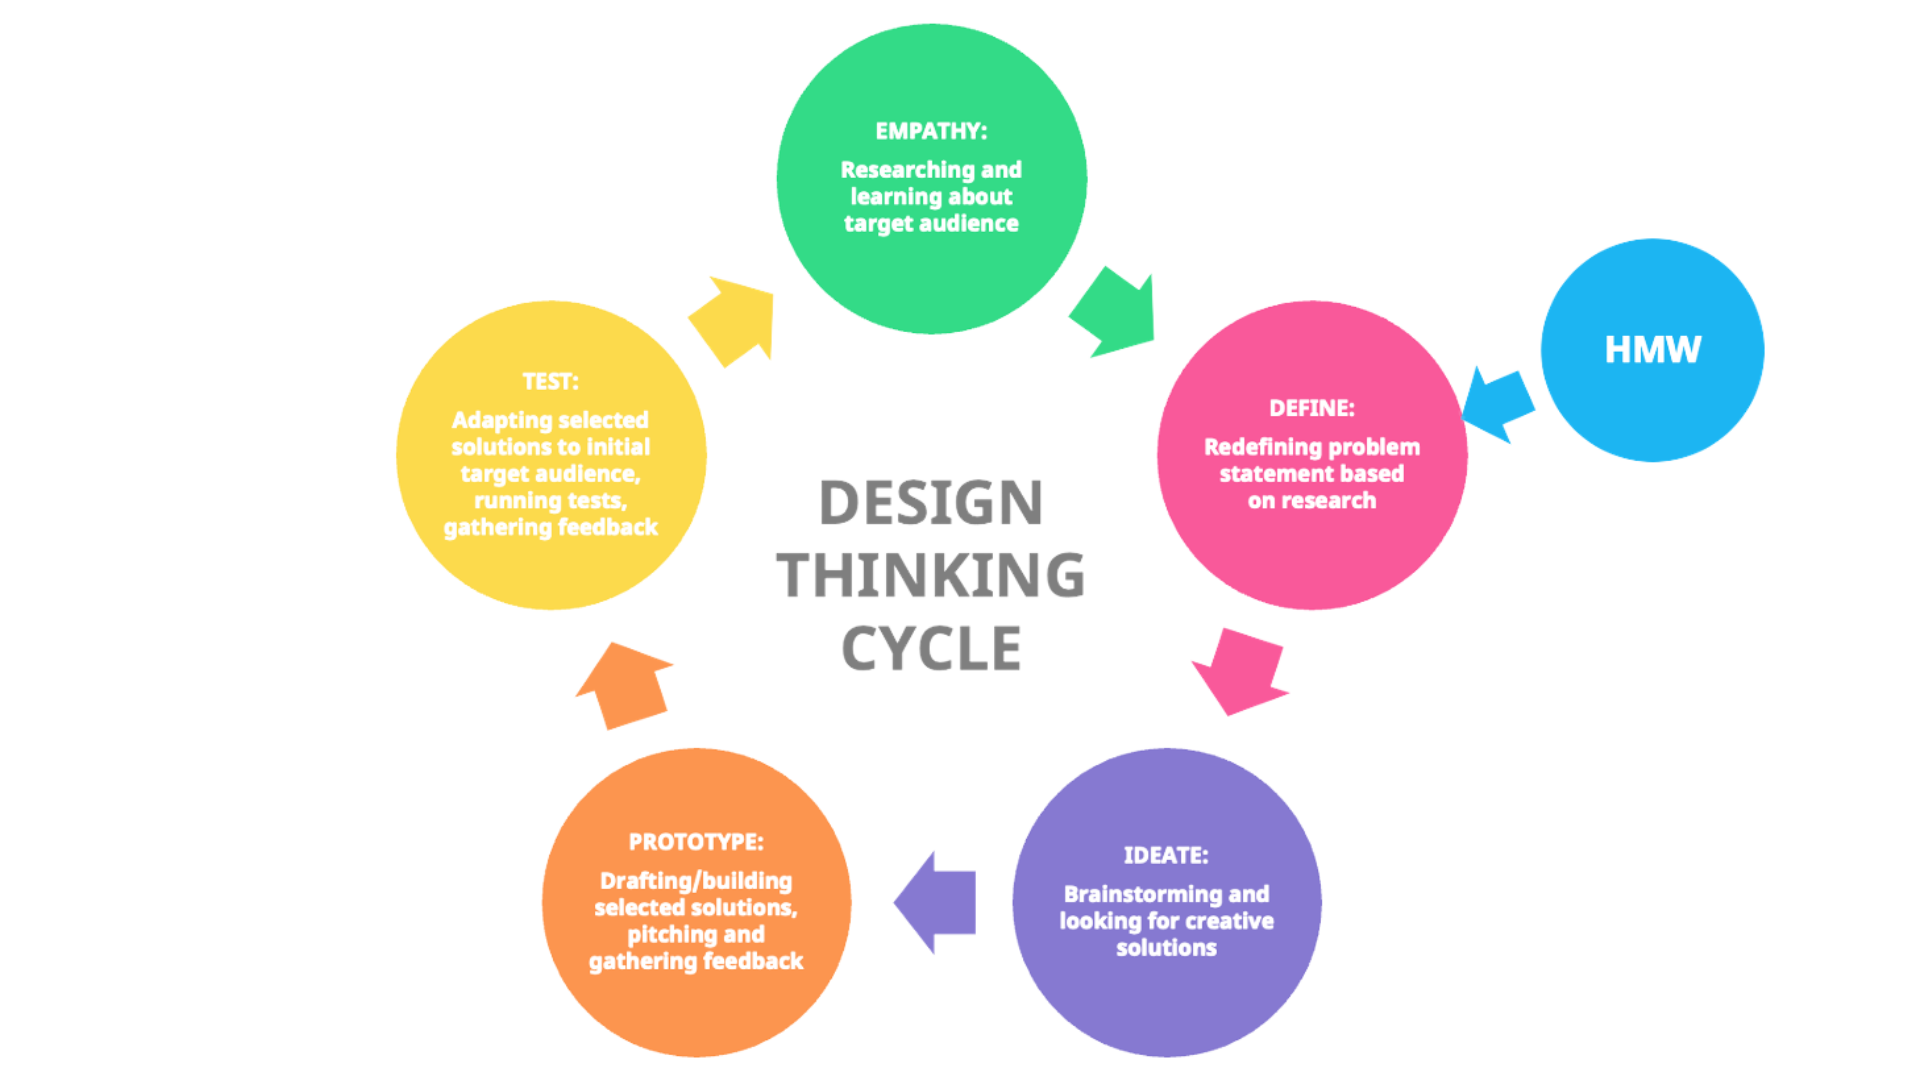 EMPATHY:
Researching and
learning about
target audience
HMW
DEFINE:
Redefining problem
statement based
on research
TEST:
Adapting selected
solutions to initial
target audience,
running tests,
gathering feedback
DESIGN
THINKING
CYCLE
IDEATE:
Brainstorming and
looking for creative
solutions
PROTOTYPE:
Drafting/building
selected solutions,
pitching and
gathering feedback